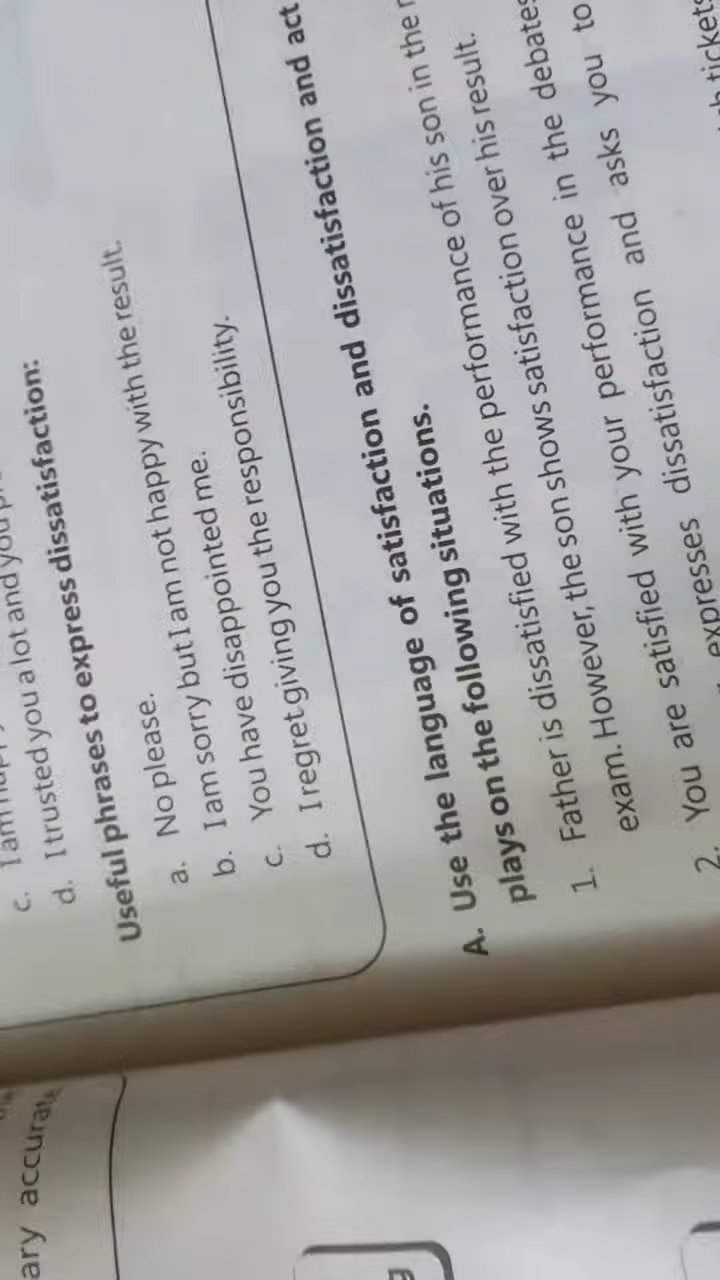 d. I trusted you a lot and you
Useful phrases to express dissatisfaction:
a. No please.
b. I am sorry but I am not happy with the result.
c. You have disappointed me.
d. I regret giving you the responsibility.
A. Use the language of satisfaction and dissatisfaction and act
plays on the following situations.
1. Father is dissatisfied with the performance of his son in the
exam. However, the son shows satisfaction over his result.
2. You are satisfied with your performance in the debates
expresses dissatisfaction and asks you to
ary